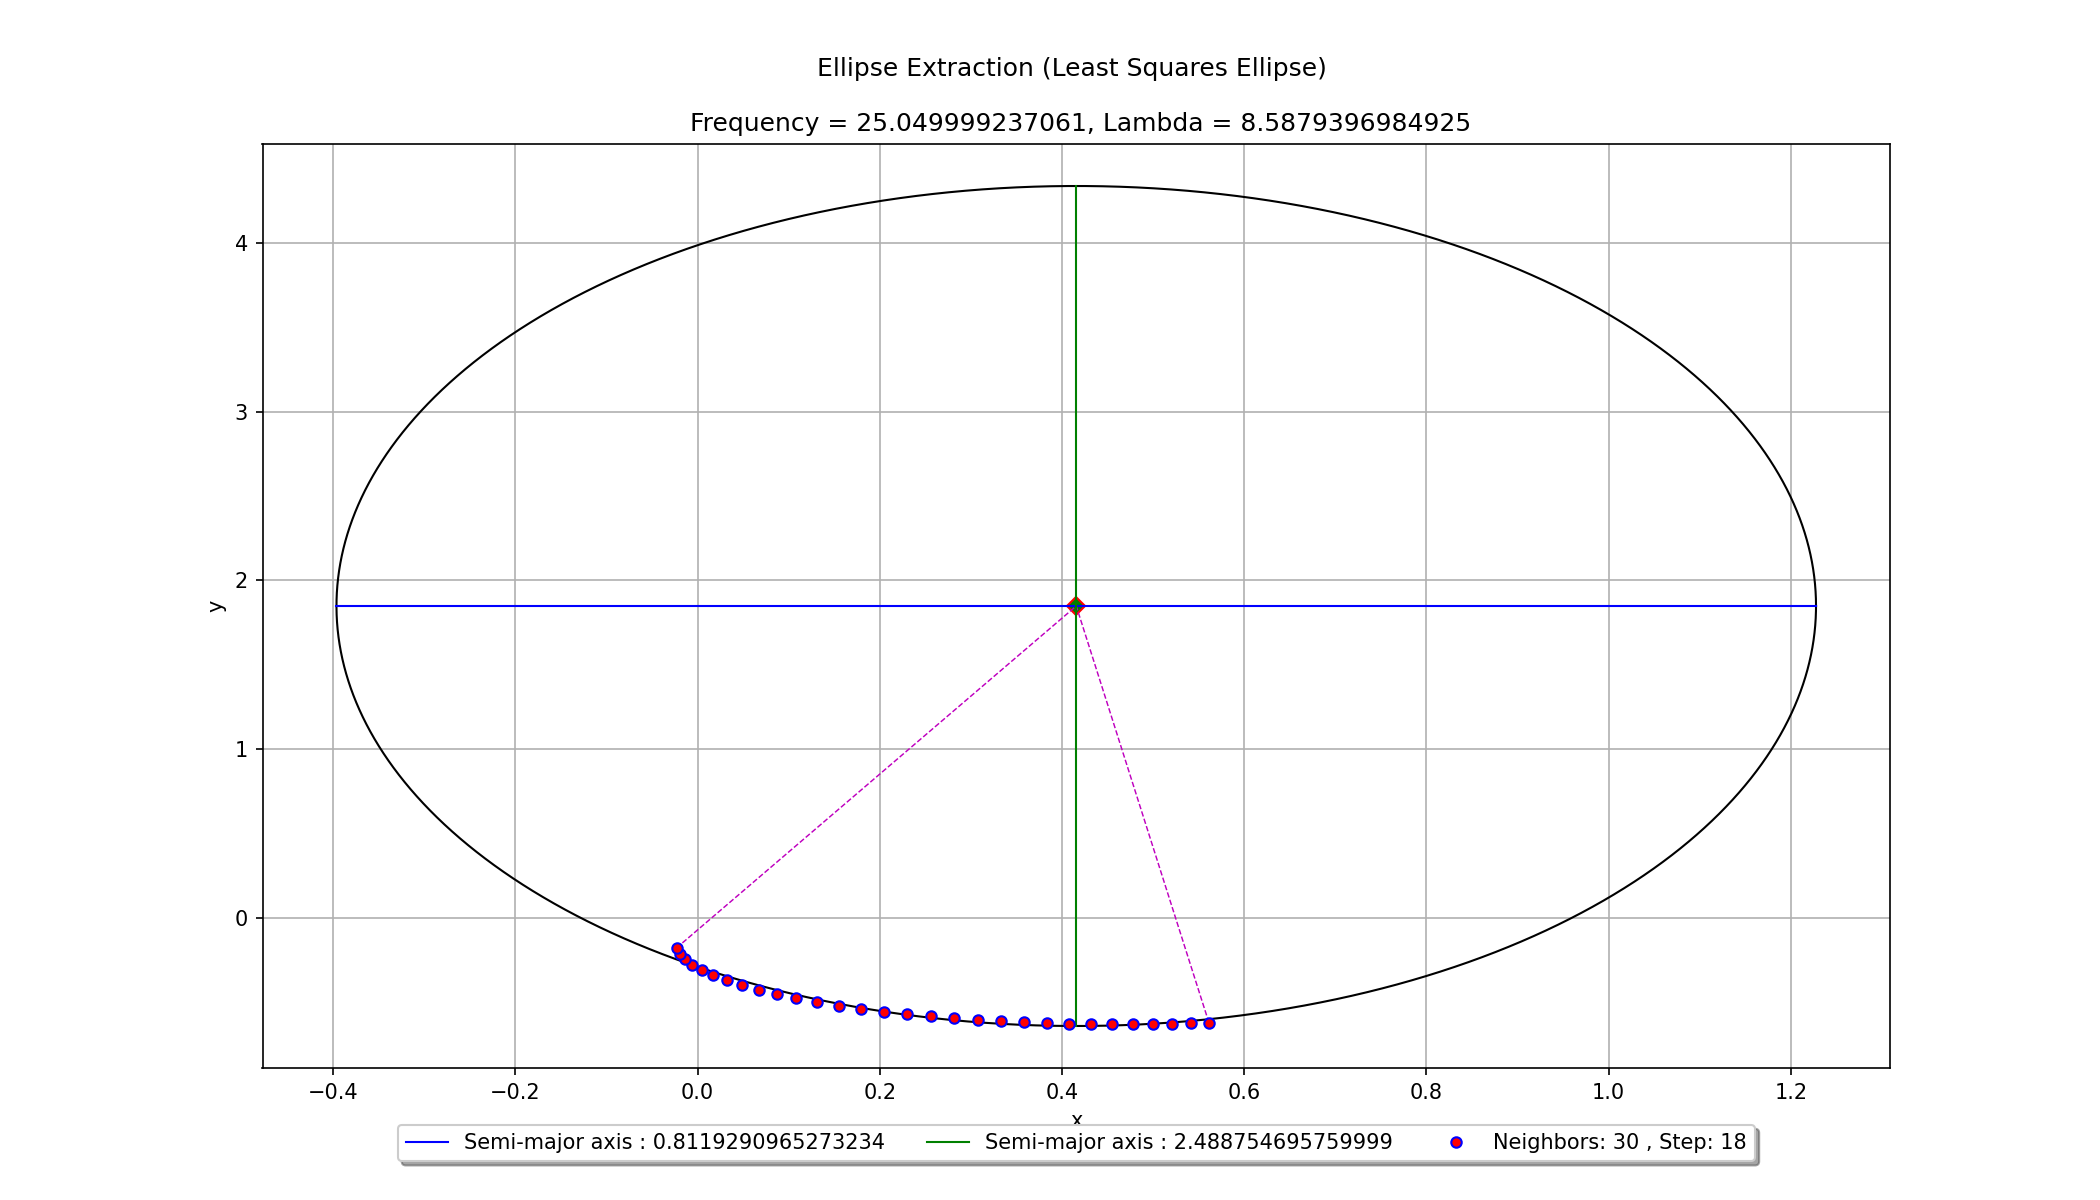 Ellipse Extraction (Least Squares Ellipse)
Frequency = 25.049999237061, Lambda = 8.5879396984925
4
3
2
1
0
y
−0.4 −0.2 0.0 0.2 0.4 0.6 0.8 1.0 1.2
x
Semi-major axis : 0.8119290965273234 Semi-major axis : 2.488754695759999 Neighbors: 30 , Step: 18